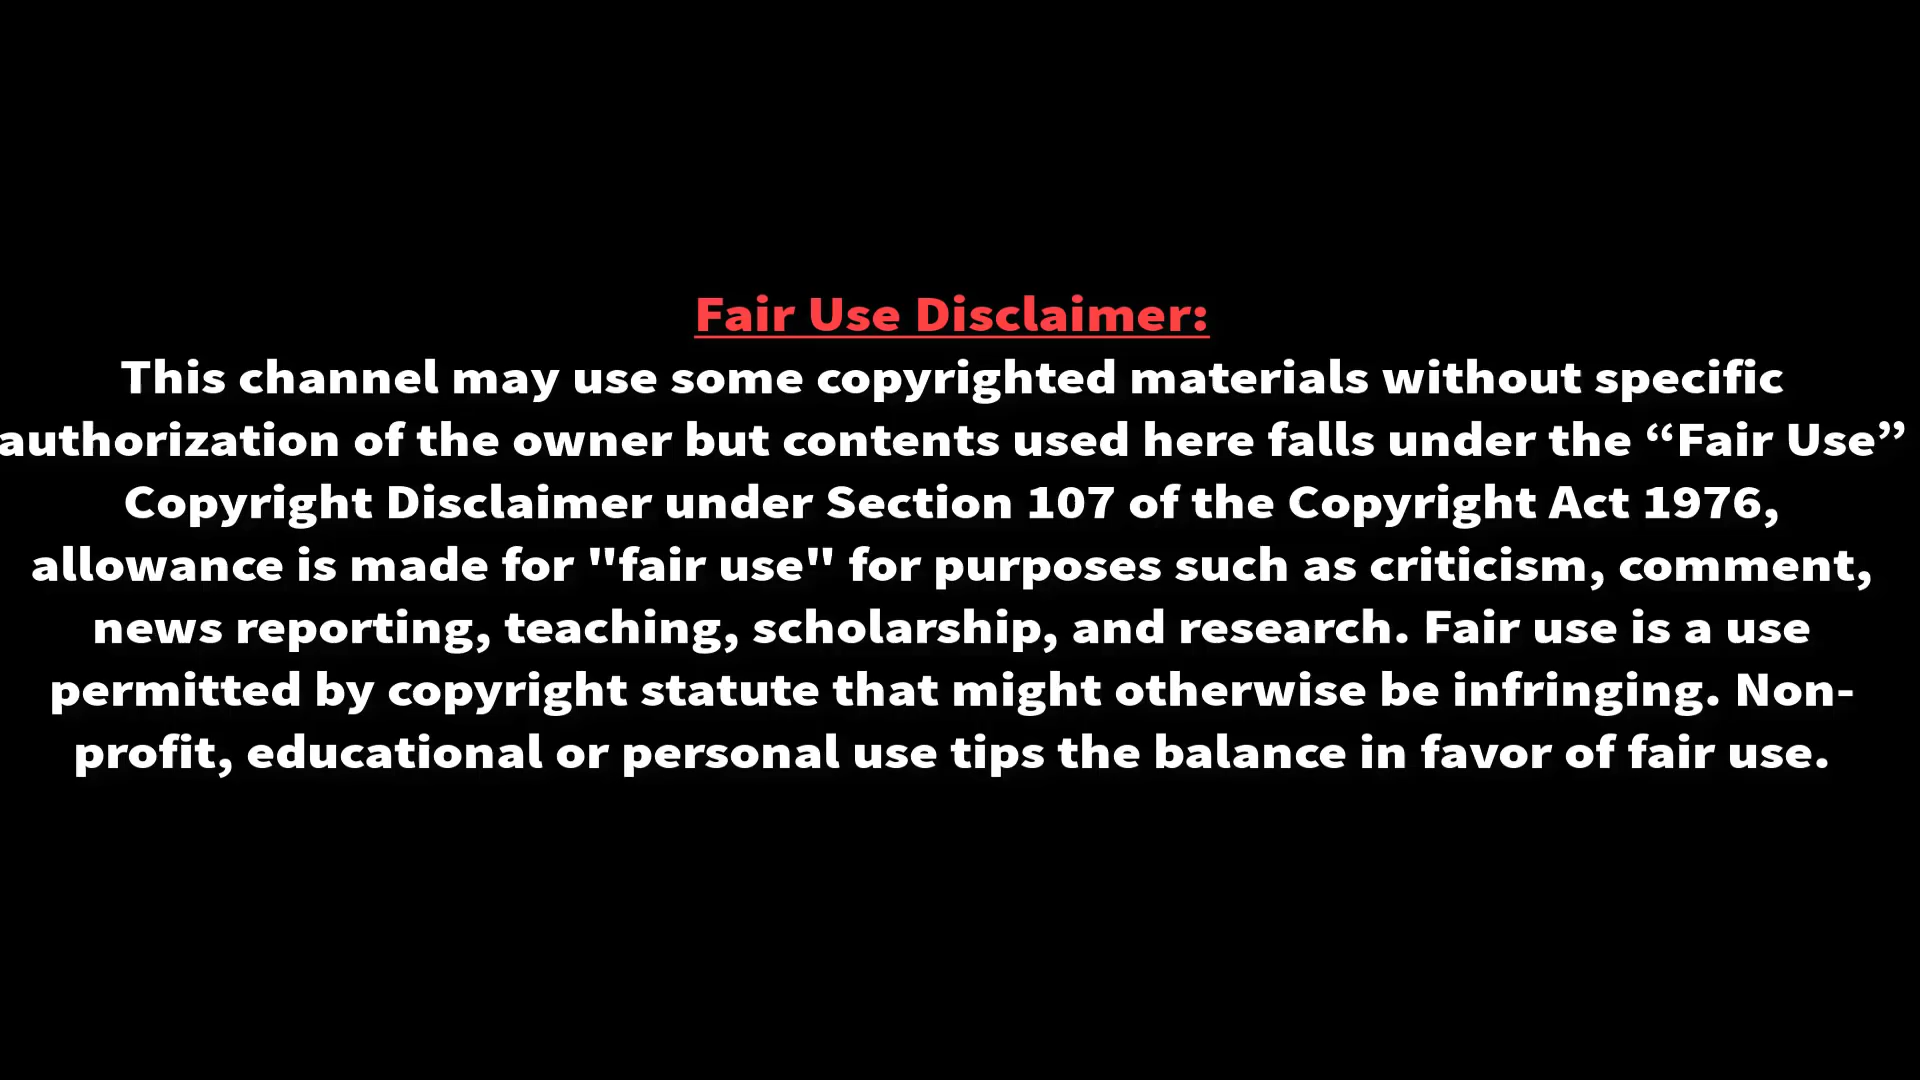 Fair Use Disclaimer:
This channel may use some copyrighted materials without specific
authorization of the owner but contents used here falls under the “Fair Use”
Copyright Disclaimer under Section 107 of the Copyright Act 1976,
allowance is made for "fair use" for purposes such as criticism, comment,
news reporting, teaching, scholarship, and research. Fair use is a use
permitted by copyright statute that might otherwise be infringing. Non-
profit, educational or personal use tips the balance in favor of fair use.